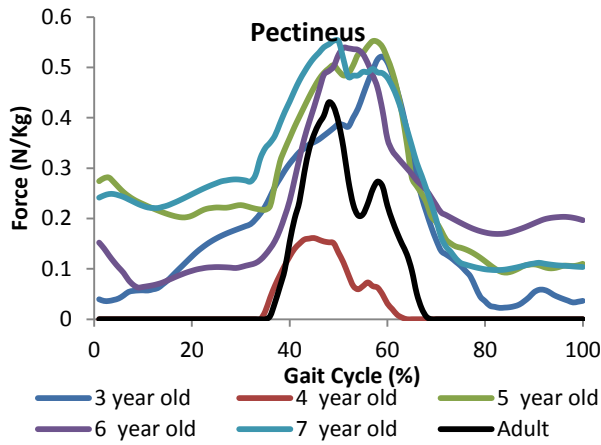 Pectineus
Force (N/Kg)
0.6
0.5
0.4
0.3
0.2
0.1
0
0 20 40 60 80 100
Gait Cycle (%)
3 year old 4 year old 5 year old
6 year old 7 year old Adult